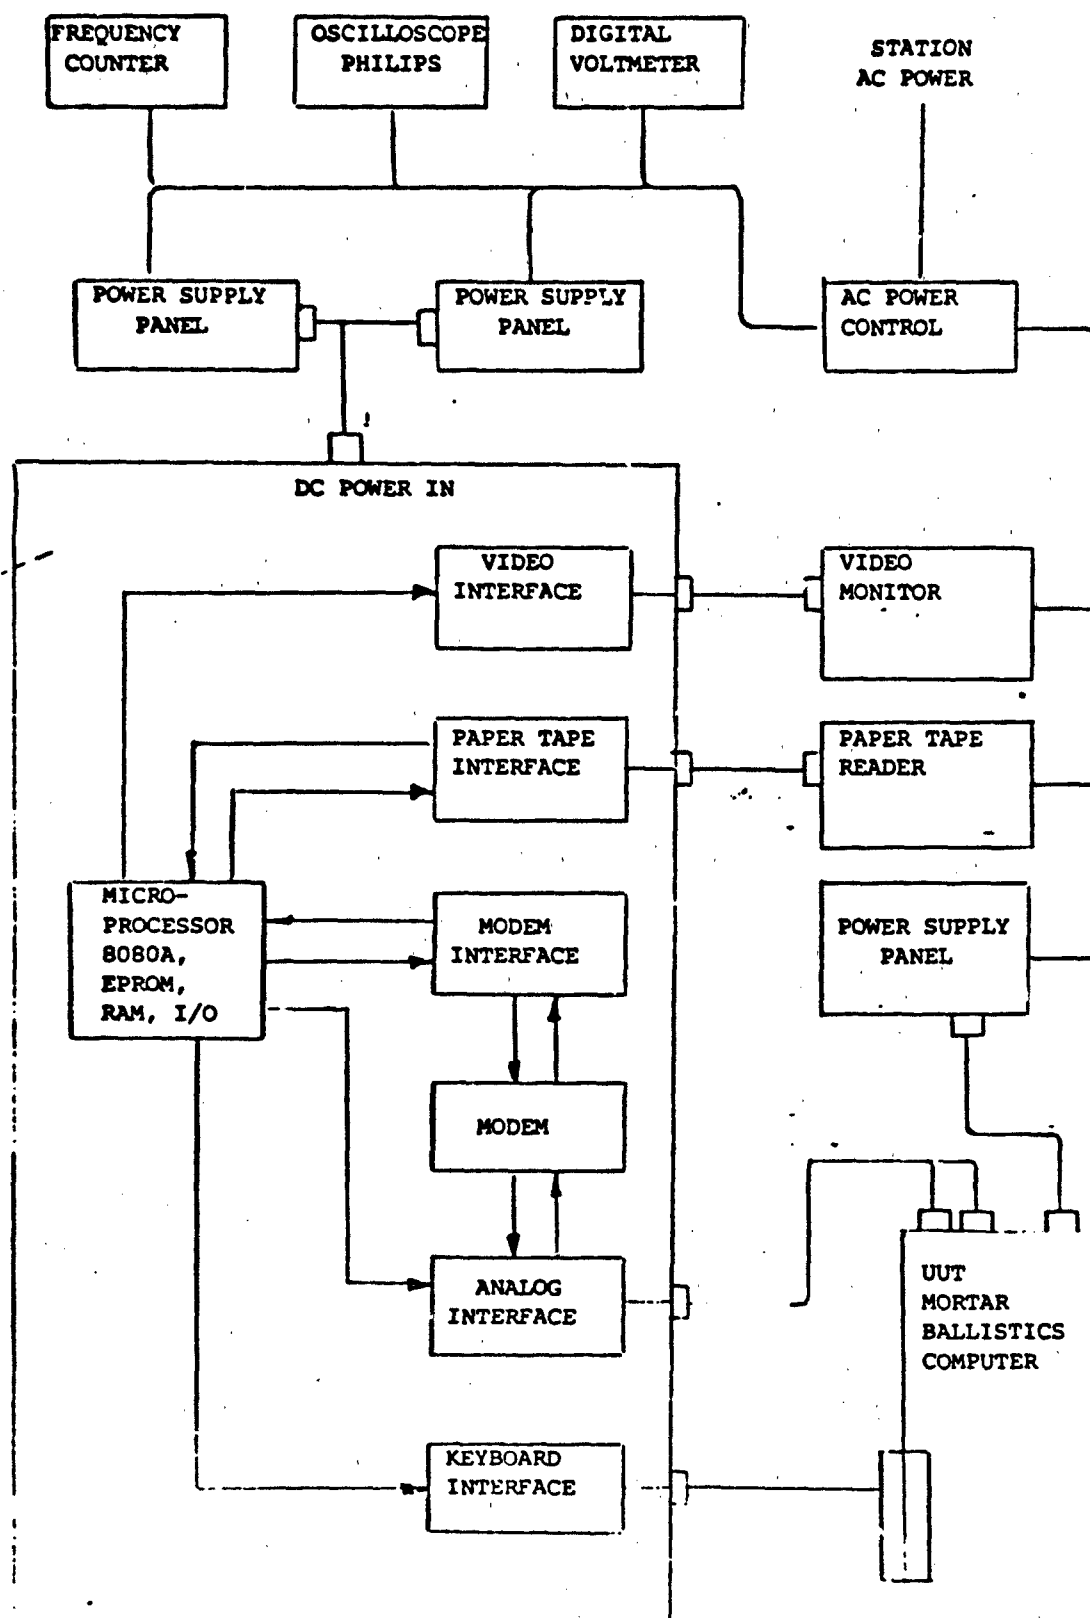 FREQUENCY
COUNTER
OSCILLOSCOPE
PHILIPS
DIGITAL
VOLTMETER
STATION
AC POWER
POWER SUPPLY
PANEL
POWER SUPPLY
PANEL
AC POWER
CONTROL
DC POWER IN
VIDEO
INTERFACE
VIDEO
MONITOR
PAPER TAPE
INTERFACE
PAPER TAPE
READER
MICRO-
PROCESSOR
8080A,
EPROM,
RAM, I/O
MODEM
INTERFACE
POWER SUPPLY
PANEL
MODEM
ANALOG
INTERFACE
UUT
MORTAR
BALLISTICS
COMPUTER
KEYBOARD
INTERFACE